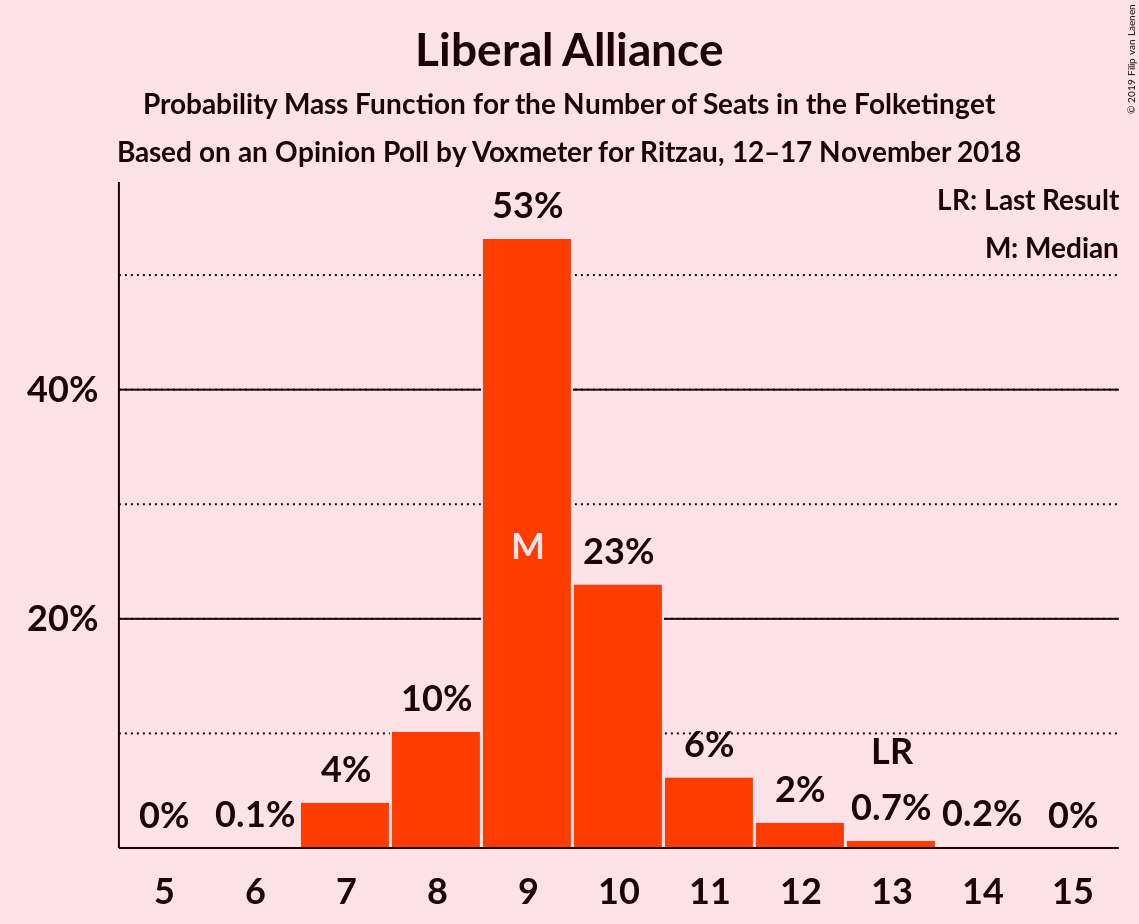 Liberal Alliance
Probability Mass Function for the Number of Seats in the Folketinget
Based on an Opinion Poll by Voxmeter for Ritzau, 12–17 November 2018
© 2019 Filip van Laenen
LR: Last Result
M: Median
53%
40%
M
23%
20%
10%
6%
LR
4%
2%
0%
0.1%
0.7%
0.2%
0%
5 6 7 8 9 10 11 12 13 14 15